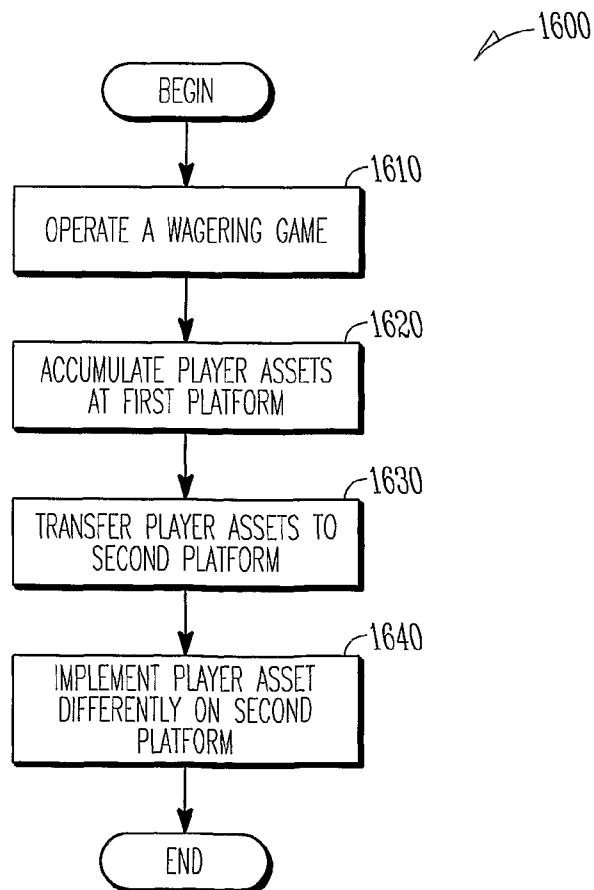 1600
BEGIN
1610
OPERATE A WAGERING GAME
1620
ACCUMULATE PLAYER ASSETS
AT FIRST PLATFORM
1630
TRANSFER PLAYER ASSETS TO
SECOND PLATFORM
1640
IMPLEMENT PLAYER ASSET
DIFFERENTLY ON SECOND
PLATFORM
END